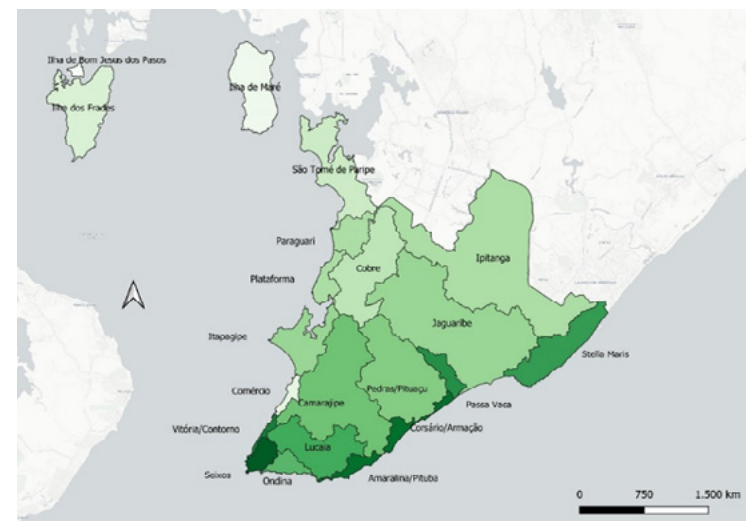 Ilha de Bom Jesus dos Pasos
Ilha dos Frades
Ilha de Maré
São Tomé de Paripe
Paraguari
Cobre
Plataforma
Ipitanga
Itapagipe
Jaguaribe
Stella Maris
Comércio
Camarajipe
Pedras/Pituaçu
Passa Vaca
Vitória/Contorno
Corsário/Armação
Lucaia
Seixos
Ondina
Amaralina/Pituba
0 750 1.500 km